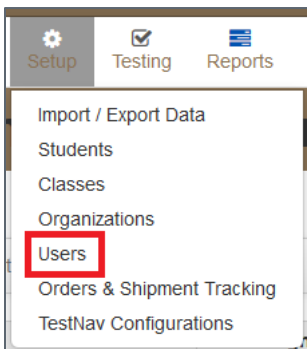 Setup Testing Reports
Import / Export Data
Students
Classes
Organizations
Users
Orders & Shipment Tracking
TestNav Configurations